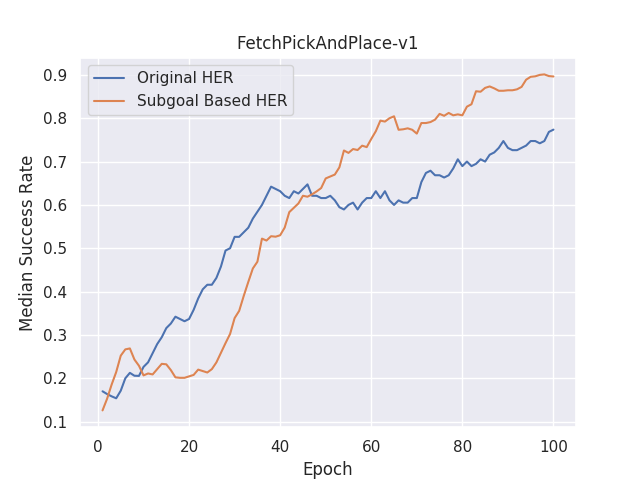 FetchPickAndPlace-v1
Original HER
Subgoal Based HER
Median Success Rate
0.9
0.8
0.7
0.6
0.5
0.4
0.3
0.2
0.1
0 20 40 60 80 100
Epoch